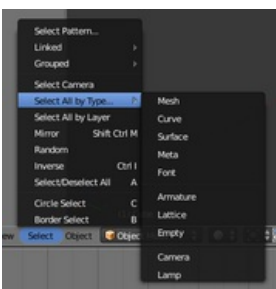 Select Pattern...
Linked
Grouped
Select Camera
Select All by Type...
Select All by Layer
Mirror Shift Ctrl M
Random
Inverse Ctrl I
Select/Deselect All A
Circle Select C
Border Select B
Select Object Object
Mesh
Curve
Surface
Meta
Font
Armature
Lattice
Empty
Camera
Lamp